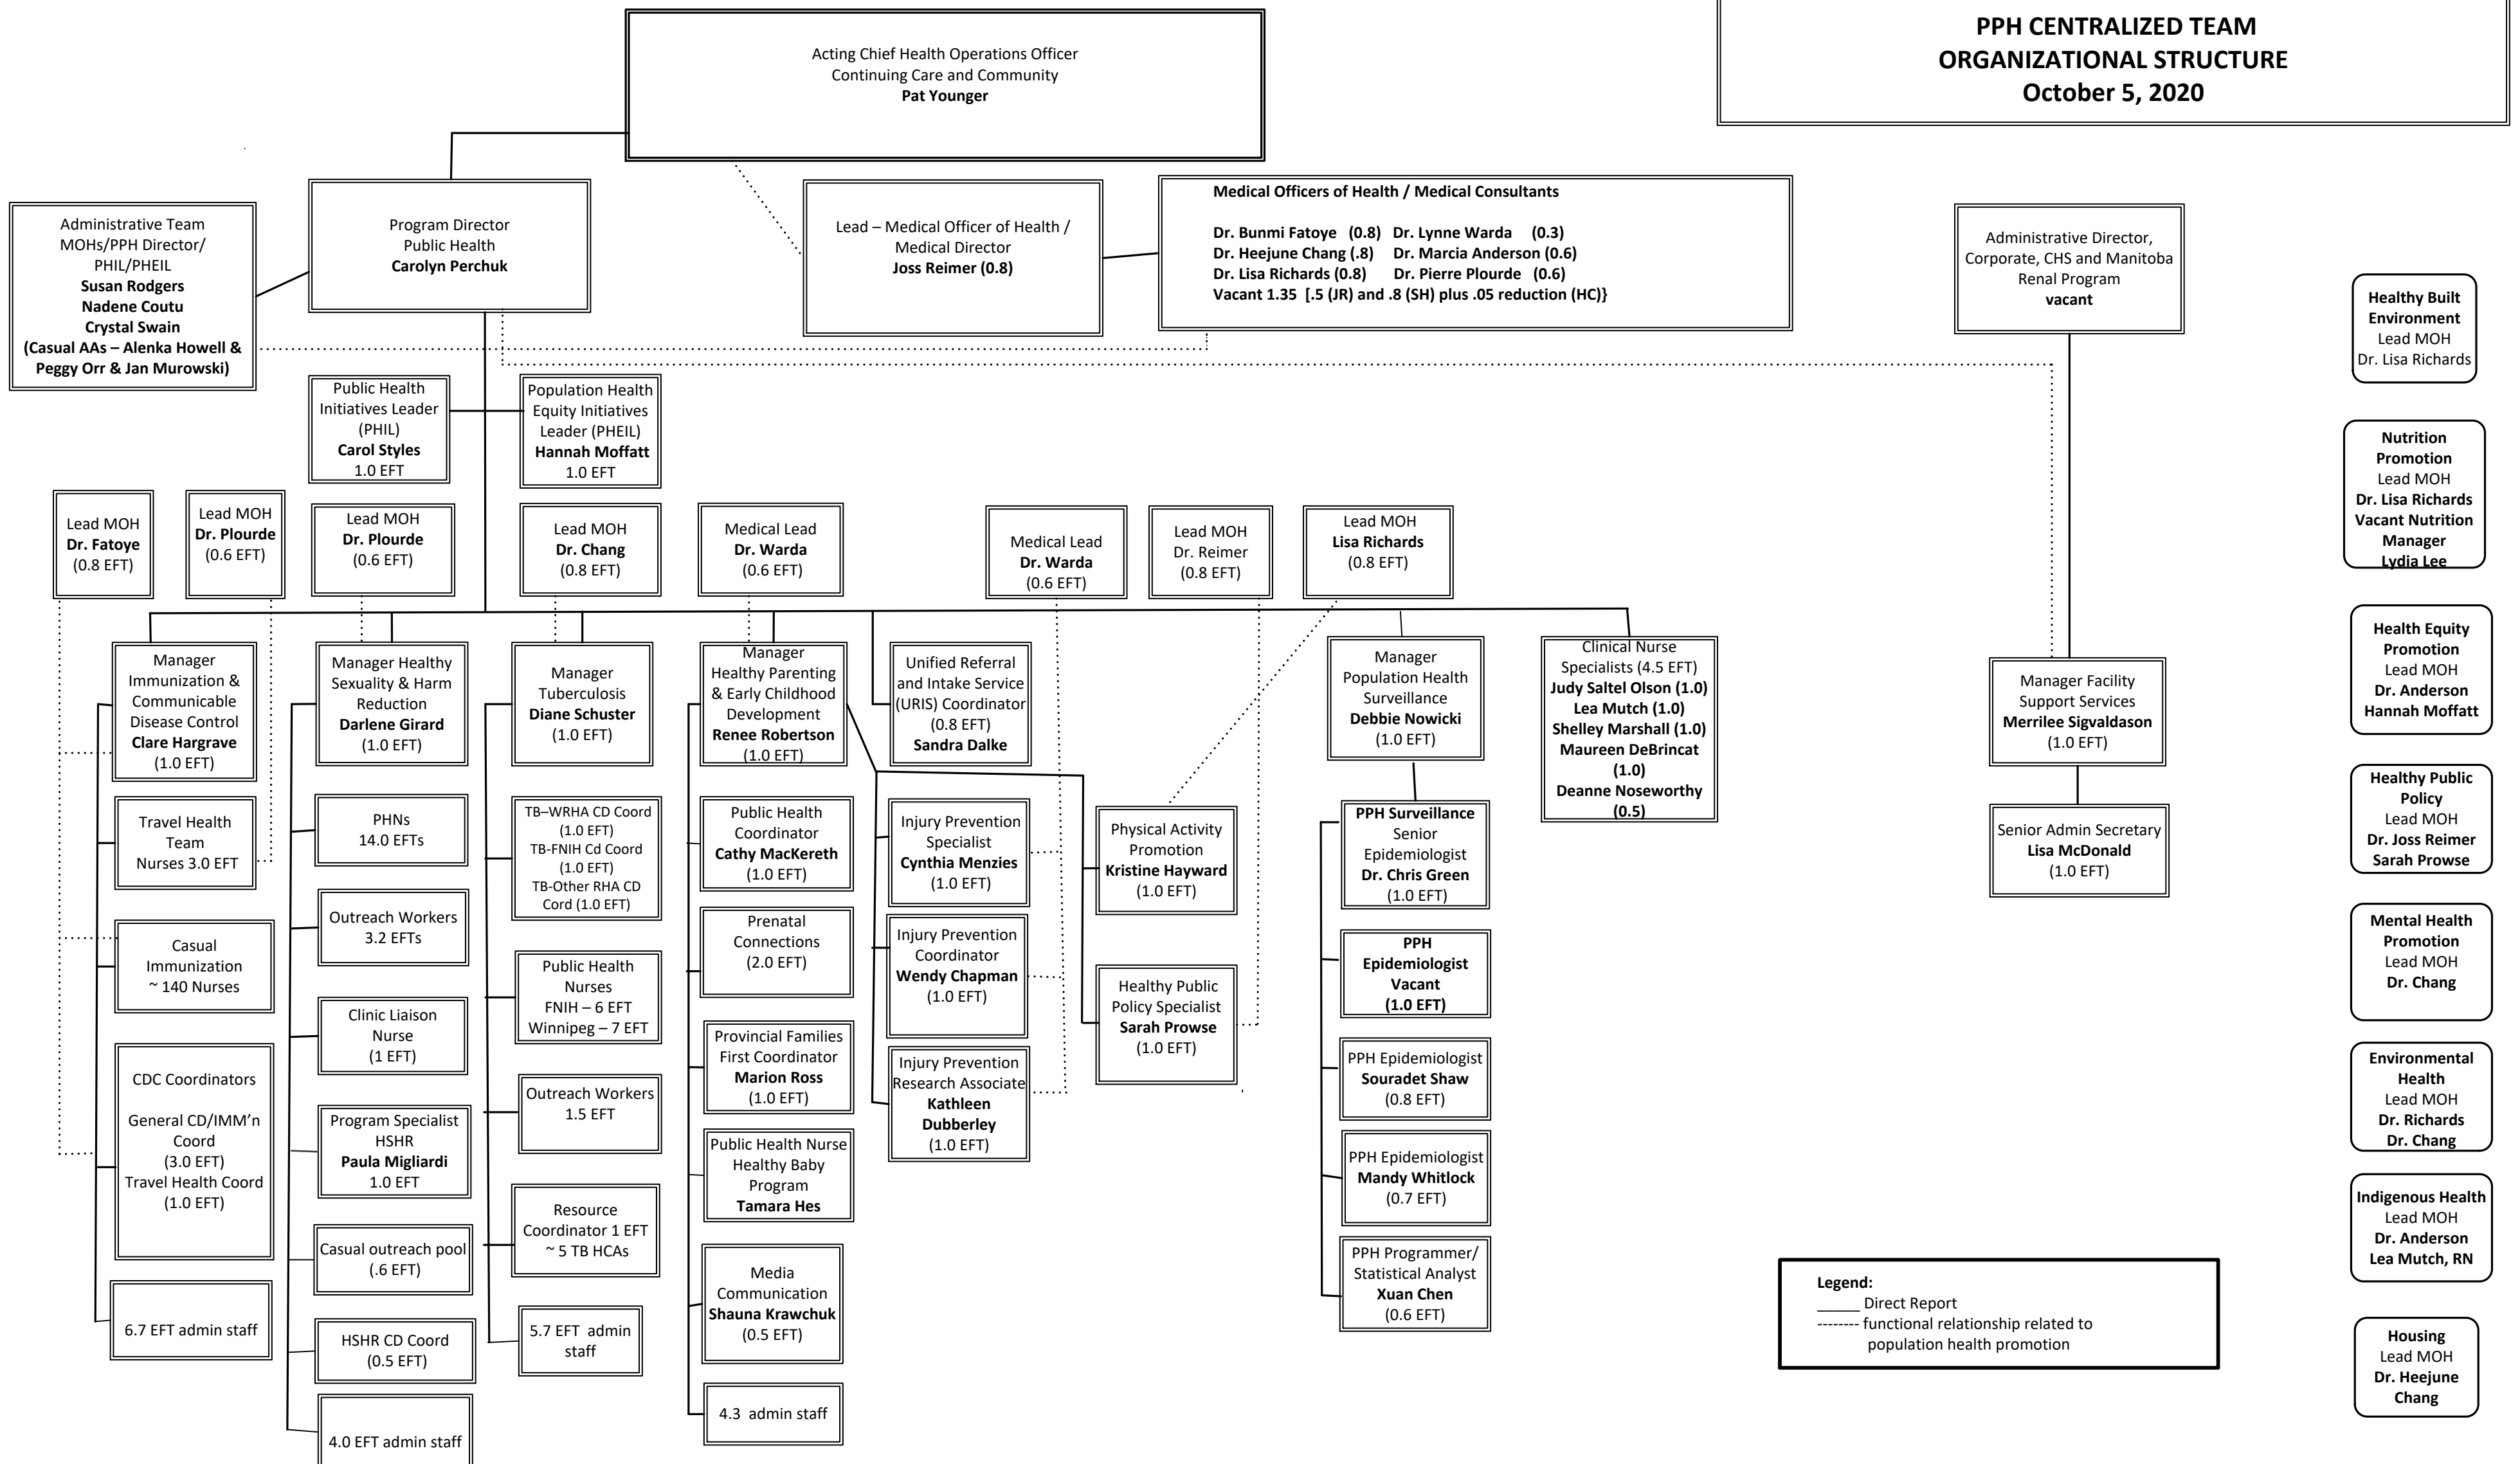 PPH CENTRALIZED TEAM
ORGANIZATIONAL STRUCTURE
October 5, 2020
Acting Chief Health Operations Officer
Continuing Care and Community
Pat Younger
Administrative Team
MOHs/PPH Director/
PHIL/PHEIL
Susan Rodgers
Nadene Coutu
Crystal Swain
(Casual AAs – Alenka Howell &
Peggy Orr & Jan Murowski)
Program Director
Public Health
Carolyn Perchuk
Lead – Medical Officer of Health /
Medical Director
Joss Reimer (0.8)
Medical Officers of Health / Medical Consultants
Dr. Bunmi Fatoye (0.8) Dr. Lynne Warda (0.3)
Dr. Heejune Chang (.8) Dr. Marcia Anderson (0.6)
Dr. Lisa Richards (0.8) Dr. Pierre Plourde (0.6)
Vacant 1.35 [.5 (JR) and .8 (SH) plus .05 reduction (HC)}
Administrative Director,
Corporate, CHS and Manitoba
Renal Program
vacant
Public Health
Initiatives Leader
(PHIL)
Carol Styles
1.0 EFT
Population Health
Equity Initiatives
Leader (PHEIL)
Hannah Moffatt
1.0 EFT
Lead MOH
Dr. Fatoye
(0.8 EFT)
Lead MOH
Dr. Plourde
(0.6 EFT)
Lead MOH
Dr. Plourde
(0.6 EFT)
Lead MOH
Dr. Chang
(0.8 EFT)
Medical Lead
Dr. Warda
(0.6 EFT)
Medical Lead
Dr. Warda
(0.6 EFT)
Lead MOH
Dr. Reimer
(0.8 EFT)
Lead MOH
Lisa Richards
(0.8 EFT)
Manager
Immunization &
Communicable
Disease Control
Clare Hargrave
(1.0 EFT)
Travel Health
Team
Nurses 3.0 EFT
Casual
Immunization
~ 140 Nurses
CDC Coordinators
General CD/IMM’n
Coord
(3.0 EFT)
Travel Health Coord
(1.0 EFT)
6.7 EFT admin staff
Manager Healthy
Sexuality & Harm
Reduction
Darlene Girard
(1.0 EFT)
PHNs
14.0 EFTs
Outreach Workers
3.2 EFTs
Clinic Liaison
Nurse
(1 EFT)
Program Specialist
HSHR
Paula Migliardi
1.0 EFT
Casual outreach pool
(.6 EFT)
HSHR CD Coord
(0.5 EFT)
4.0 EFT admin staff
Manager
Tuberculosis
Diane Schuster
(1.0 EFT)
TB–WRHA CD Coord
(1.0 EFT)
TB-FNIH Cd Coord
(1.0 EFT)
TB-Other RHA CD
Cord (1.0 EFT)
Public Health
Nurses
FNIH – 6 EFT
Winnipeg – 7 EFT
Outreach Workers
1.5 EFT
Resource
Coordinator 1 EFT
~ 5 TB HCAs
5.7 EFT admin
staff
Manager
Healthy Parenting
& Early Childhood
Development
Renee Robertson
(1.0 EFT)
Public Health
Coordinator
Cathy MacKereth
(1.0 EFT)
Prenatal
Connections
(2.0 EFT)
Provincial Families
First Coordinator
Marion Ross
(1.0 EFT)
Public Health Nurse
Healthy Baby
Program
Tamara Hes
Media
Communication
Shauna Krawchuk
(0.5 EFT)
4.3 admin staff
Unified Referral
and Intake Service
(URIS) Coordinator
(0.8 EFT)
Sandra Dalke
Injury Prevention
Specialist
Cynthia Menzies
(1.0 EFT)
Injury Prevention
Coordinator
Wendy Chapman
(1.0 EFT)
Injury Prevention
Research Associate
Kathleen
Dubberley
(1.0 EFT)
Physical Activity
Promotion
Kristine Hayward
(1.0 EFT)
Healthy Public
Policy Specialist
Sarah Prowse
(1.0 EFT)
Manager
Population Health
Surveillance
Debbie Nowicki
(1.0 EFT)
PPH Surveillance
Senior
Epidemiologist
Dr. Chris Green
(1.0 EFT)
PPH
Epidemiologist
Vacant
(1.0 EFT)
PPH Epidemiologist
Souradet Shaw
(0.8 EFT)
PPH Epidemiologist
Mandy Whitlock
(0.7 EFT)
PPH Programmer/
Statistical Analyst
Xuan Chen
(0.6 EFT)
Clinical Nurse
Specialists (4.5 EFT)
Judy Saltel Olson (1.0)
Lea Mutch (1.0)
Shelley Marshall (1.0)
Maureen DeBrincat
(1.0)
Deanne Noseworthy
(0.5)
Manager Facility
Support Services
Merrilee Sigvaldason
(1.0 EFT)
Senior Admin Secretary
Lisa McDonald
(1.0 EFT)
Healthy Built
Environment
Lead MOH
Dr. Lisa Richards
Nutrition
Promotion
Lead MOH
Dr. Lisa Richards
Vacant Nutrition
Manager
Lydia Lee
Health Equity
Promotion
Lead MOH
Dr. Anderson
Hannah Moffatt
Healthy Public
Policy
Lead MOH
Dr. Joss Reimer
Sarah Prowse
Mental Health
Promotion
Lead MOH
Dr. Chang
Environmental
Health
Lead MOH
Dr. Richards
Dr. Chang
Indigenous Health
Lead MOH
Dr. Anderson
Lea Mutch, RN
Housing
Lead MOH
Dr. Heejune
Chang
Legend:
_____ Direct Report
-------- functional relationship related to
population health promotion